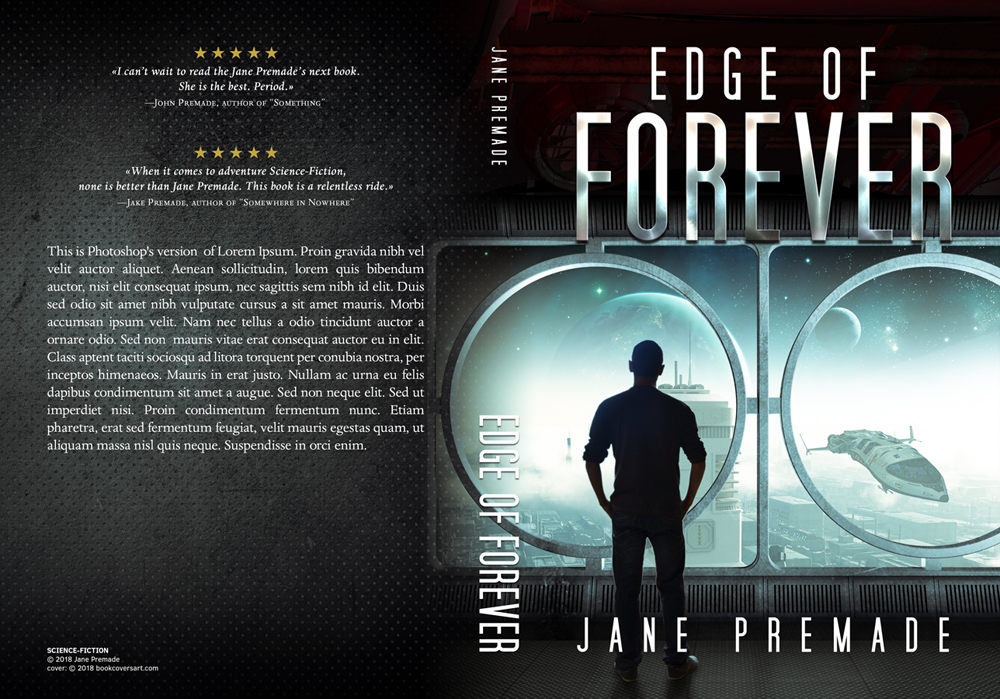 ★★★★★
«I can't wait to read the Jane Premade's next book.
She is the best. Period.»
—John Premade, author of "Something"
★★★★★
«When it comes to adventure Science-Fiction,
none is better than Jane Premade. This book is a relentless ride.»
—Jake Premade, author of "Somewhere in Nowhere"
This is Photoshop's version of Lorem Ipsum. Proin gravida nibh vel
velit auctor aliquet. Aenean sollicitudin, lorem quis bibendum
auctor, nisi elit consequat ipsum, nec sagittis sem nibh id elit. Duis
sed odio sit amet nibh vulputate cursus a sit amet mauris. Morbi
accumsan ipsum velit. Nam nec tellus a odio tincidunt auctor a
ornare odio. Sed non mauris vitae erat consequat auctor eu in elit.
Class aptent taciti sociosqu ad litora torquent per conubia nostra, per
inceptos himenaeos. Mauris in erat justo. Nullam ac urna eu felis
dapibus condimentum sit amet a augue. Sed non neque elit. Sed ut
imperdiet nisi. Proin condimentum fermentum nunc. Etiam
pharetra, erat sed fermentum feugiat, velit mauris egestas quam, ut
aliquam massa nisl quis neque. Suspendisse in orci enim.
SCIENCE-FICTION
© 2018 Jane Premade
cover: © 2018 bookcoversart.com
JANE PREMADE
EDGE OF FOREVER
EDGE OF
FOREVER
JANE PREMADE